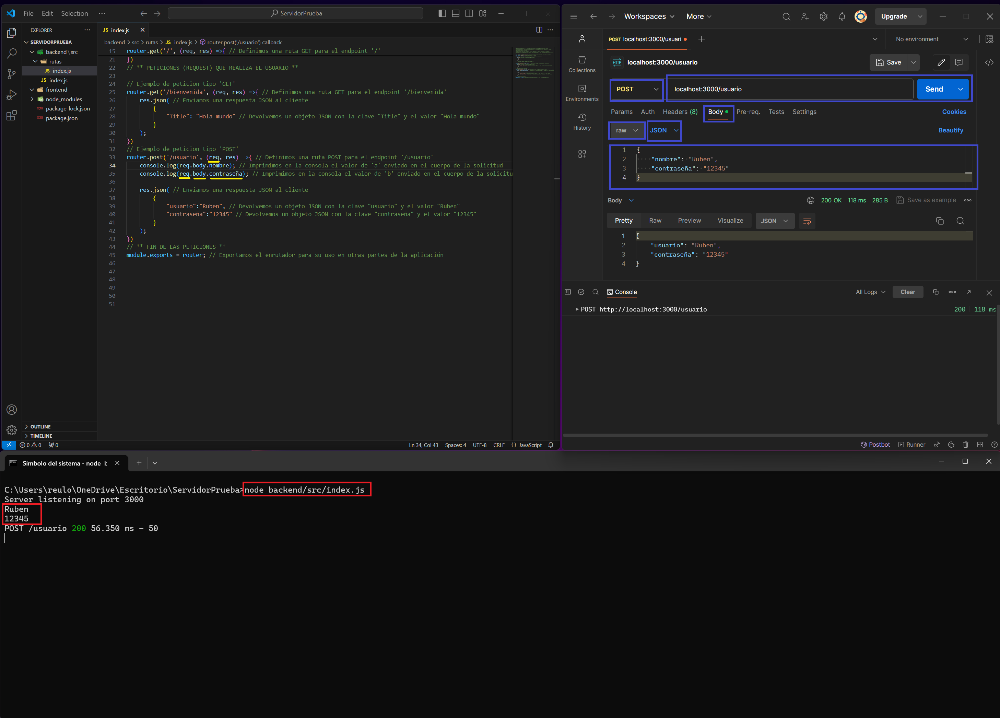 File Edit Selection ···
ServidorPrueba
EXPLORER ···
SERVIDORPRUEBA
backend\src
rutas
JS index.js
JS index.js
frontend
node_modules
package-lock.json
package.json
OUTLINE
TIMELINE
JS index.js
backend > src > rutas > JS index.js > router.post('/usuario') callback
15 router.get('/', (req, res) =>{ // Definimos una ruta GET para el endpoint '/'
21 })
22 // ** PETICIONES (REQUEST) QUE REALIZA EL USUARIO **
23
24 // Ejemplo de peticion tipo 'GET'
25 router.get('/bienvenida', (req, res) =>{ // Definimos una ruta GET para el endpoint '/bienvenida'
26 res.json( // Enviamos una respuesta JSON al cliente
27 {
28 "Title": "Hola mundo" // Devolvemos un objeto JSON con la clave "Title" y el valor "Hola mundo"
29 }
30 );
31 })
32 // Ejemplo de peticion tipo 'POST'
33 router.post('/usuario', (req, res) =>{ // Definimos una ruta POST para el endpoint '/usuario'
34 console.log(req.body.nombre); // Imprimimos en la consola el valor de 'a' enviado en el cuerpo de la solicitud
35 console.log(req.body.contraseña); // Imprimimos en la consola el valor de 'b' enviado en el cuerpo de la solicitu
36
37 res.json( // Enviamos una respuesta JSON al cliente
38 {
39 "usuario":"Ruben", // Devolvemos un objeto JSON con la clave "usuario" y el valor "Ruben"
40 "contraseña":"12345" // Devolvemos un objeto JSON con la clave "contraseña" y el valor "12345"
41 }
42 );
43 })
44 // ** FIN DE LAS PETICIONES **
45 module.exports = router; // Exportamos el enrutador para su uso en otras partes de la aplicación
46
47
48
49
50
51
0 0 0
Ln 34, Col 43 Spaces: 4 UTF-8 CRLF {} JavaScript
Workspaces More Upgrade
POST localhost:3000/usuari
No environment
Collections
Environments
History
HTTP localhost:3000/usuario Save
POST localhost:3000/usuario Send
Params Auth Headers (8) Body Pre-req. Tests Settings Cookies
raw JSON Beautify
1 {
2 "nombre": "Ruben",
3 "contraseña": "12345"
4 }
Body 200 OK 118 ms 285 B Save as example
Pretty Raw Preview Visualize JSON
1 {
2 "usuario": "Ruben",
3 "contraseña": "12345"
4 }
Console All Logs Clear
POST http://localhost:3000/usuario 200 118 ms
Postbot Runner
Símbolo del sistema - node b
C:\Users\reulo\OneDrive\Escritorio\ServidorPrueba>node backend/src/index.js
Server listening on port 3000
Ruben
12345
POST /usuario 200 56.350 ms - 50